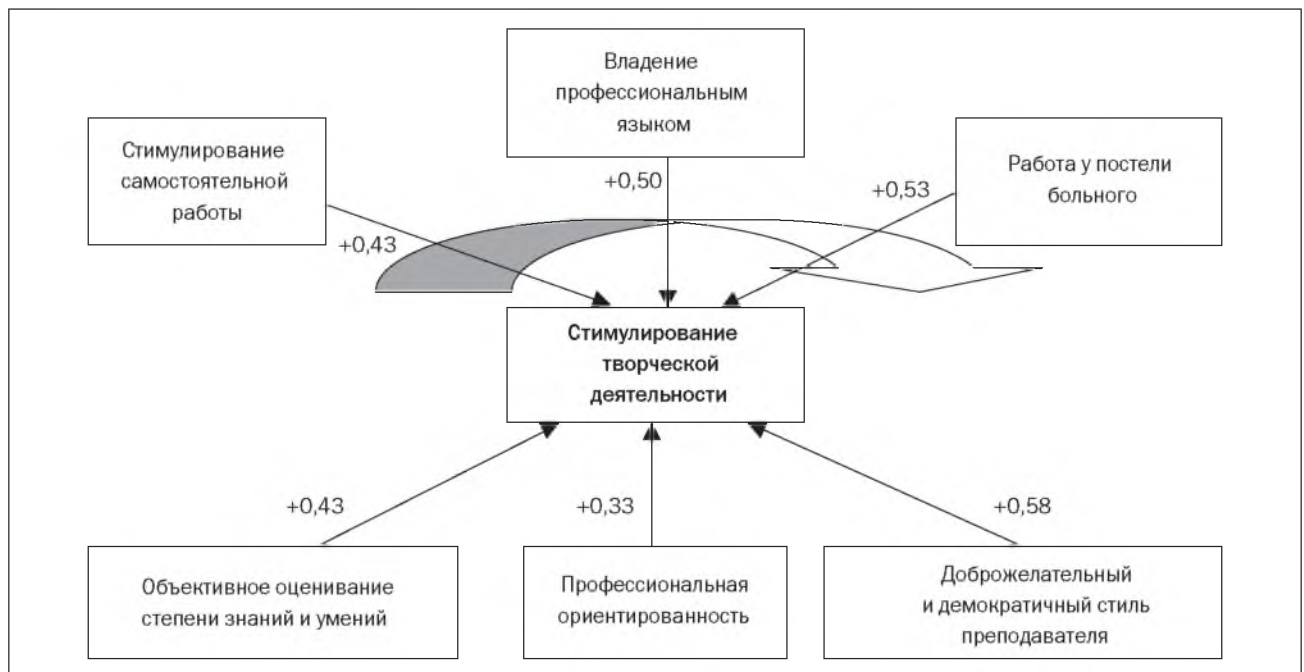 Владение
профессиональным
языком
Стимулирование
самостоятельной
работы
Работа у постели
больного
+0,50
+0,53
+0,43
Стимулирование
творческой
деятельности
+0,43
+0,33
+0,58
Объективное оценивание
степени знаний и умений
Профессиональная
ориентированность
Доброжелательный
и демократичный стиль
преподавателя